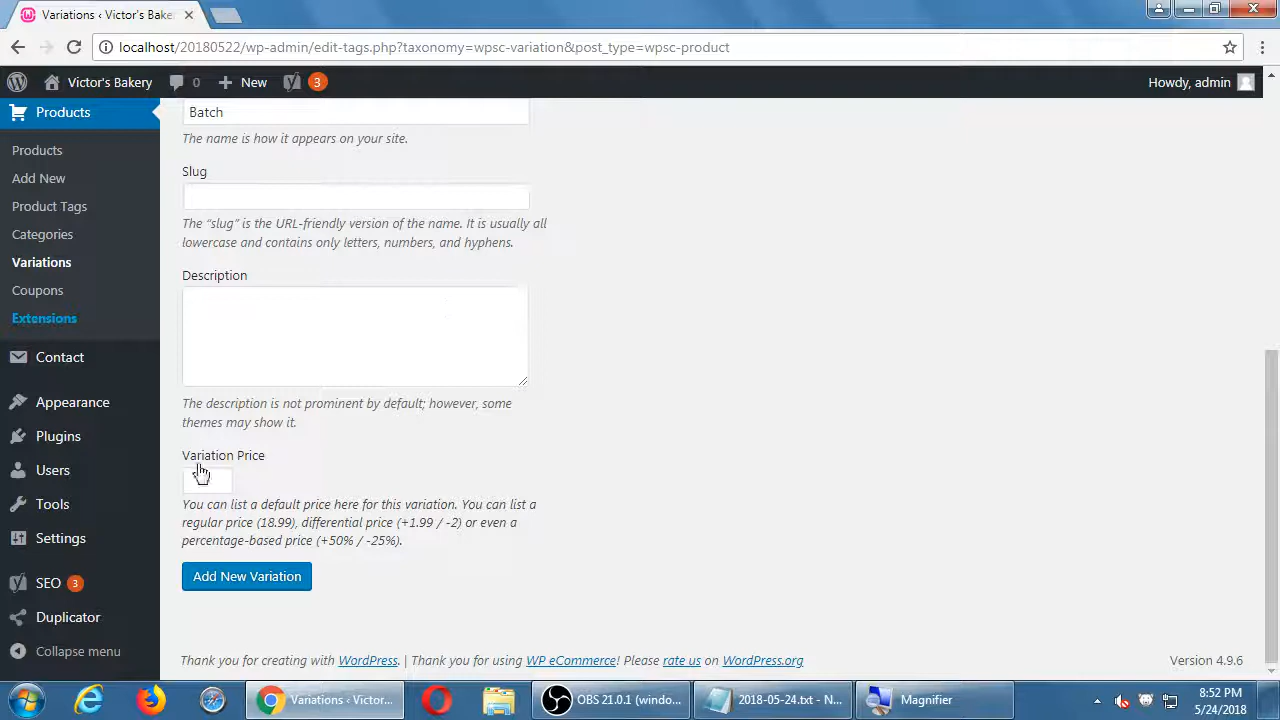 Variations ‹ Victor's Bake
localhost/20180522/wp-admin/edit-tags.php?taxonomy=wpsc-variation&post_type=wpsc-product
Victor's Bakery 0 New 3 Howdy, admin
Products
Products
Add New
Product Tags
Categories
Variations
Coupons
Extensions
Contact
Appearance
Plugins
Users
Tools
Settings
SEO 3
Duplicator
Collapse menu
Batch
The name is how it appears on your site.
Slug
The “slug” is the URL-friendly version of the name. It is usually all
lowercase and contains only letters, numbers, and hyphens.
Description
The description is not prominent by default; however, some
themes may show it.
Variation Price
You can list a default price here for this variation. You can list a
regular price (18.99), differential price (+1.99 / -2) or even a
percentage-based price (+50% / -25%).
Add New Variation
Thank you for creating with WordPress. | Thank you for using WP eCommerce! Please rate us on WordPress.org
Version 4.9.6
Variations ‹ Victor...
OBS 21.0.1 (windo...
2018-05-24.txt - N...
Magnifier
8:52 PM
5/24/2018